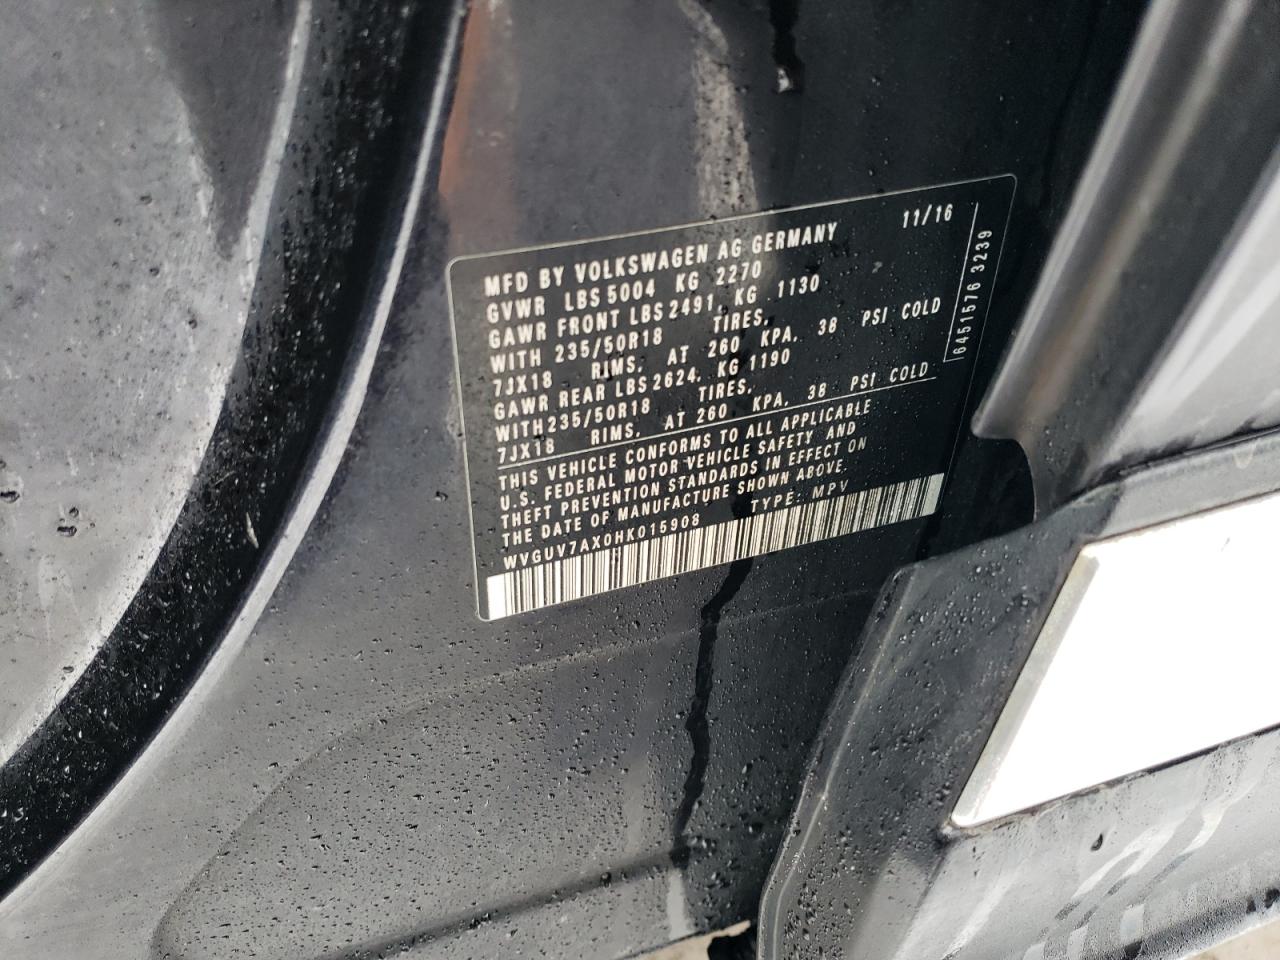 MFD BY VOLKSWAGEN AG GERMANY 11/16
GVWR LBS 5004 KG 2270
GAWR FRONT LBS 2491, KG 1130
WITH 235/50R18 TIRES,
7JX18 RIMS, AT 260 KPA, 38 PSI COLD
GAWR REAR LBS 2624, KG 1190
WITH 235/50R18 TIRES,
7JX18 RIMS, AT 260 KPA, 38 PSI COLD
THIS VEHICLE CONFORMS TO ALL APPLICABLE
U.S. FEDERAL MOTOR VEHICLE SAFETY AND
THEFT PREVENTION STANDARDS IN EFFECT ON
THE DATE OF MANUFACTURE SHOWN ABOVE.
WVGUV7AX0HK015908 TYPE: MPV
6451576 3239